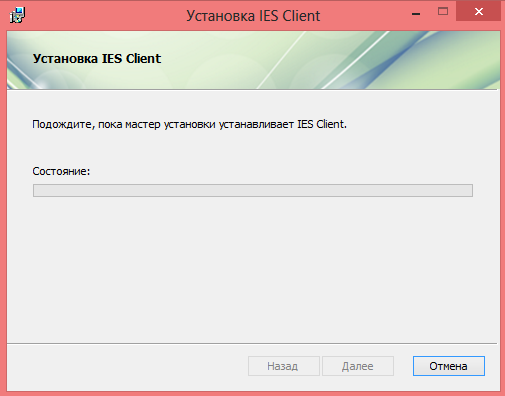 Установка IES Client
Установка IES Client
Подождите, пока мастер установки устанавливает IES Client.
Состояние:
Назад
Далее
Отмена